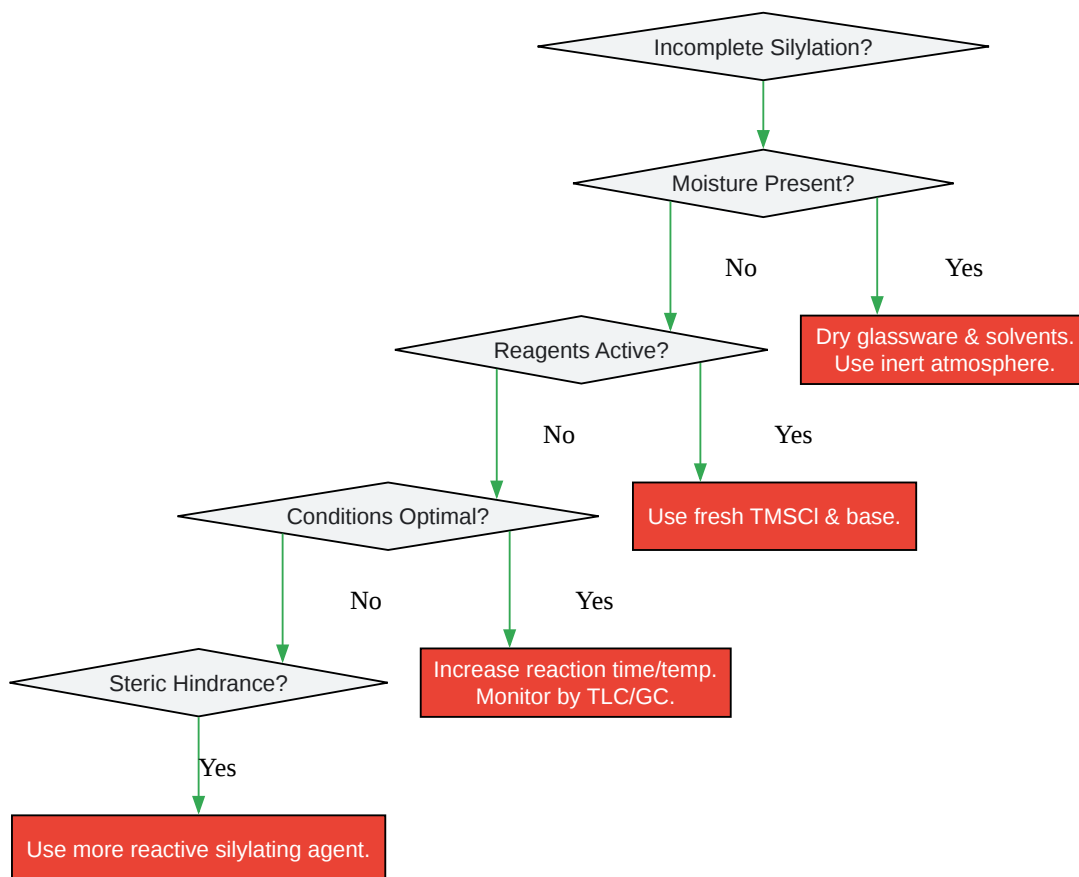 Incomplete Silylation?
Moisture Present?
No
Yes
Dry glassware & solvents.
Use inert atmosphere.
Reagents Active?
No
Yes
Use fresh TMSCl & base.
Conditions Optimal?
No
Yes
Increase reaction time/temp.
Monitor by TLC/GC.
Steric Hindrance?
Yes
Use more reactive silylating agent.